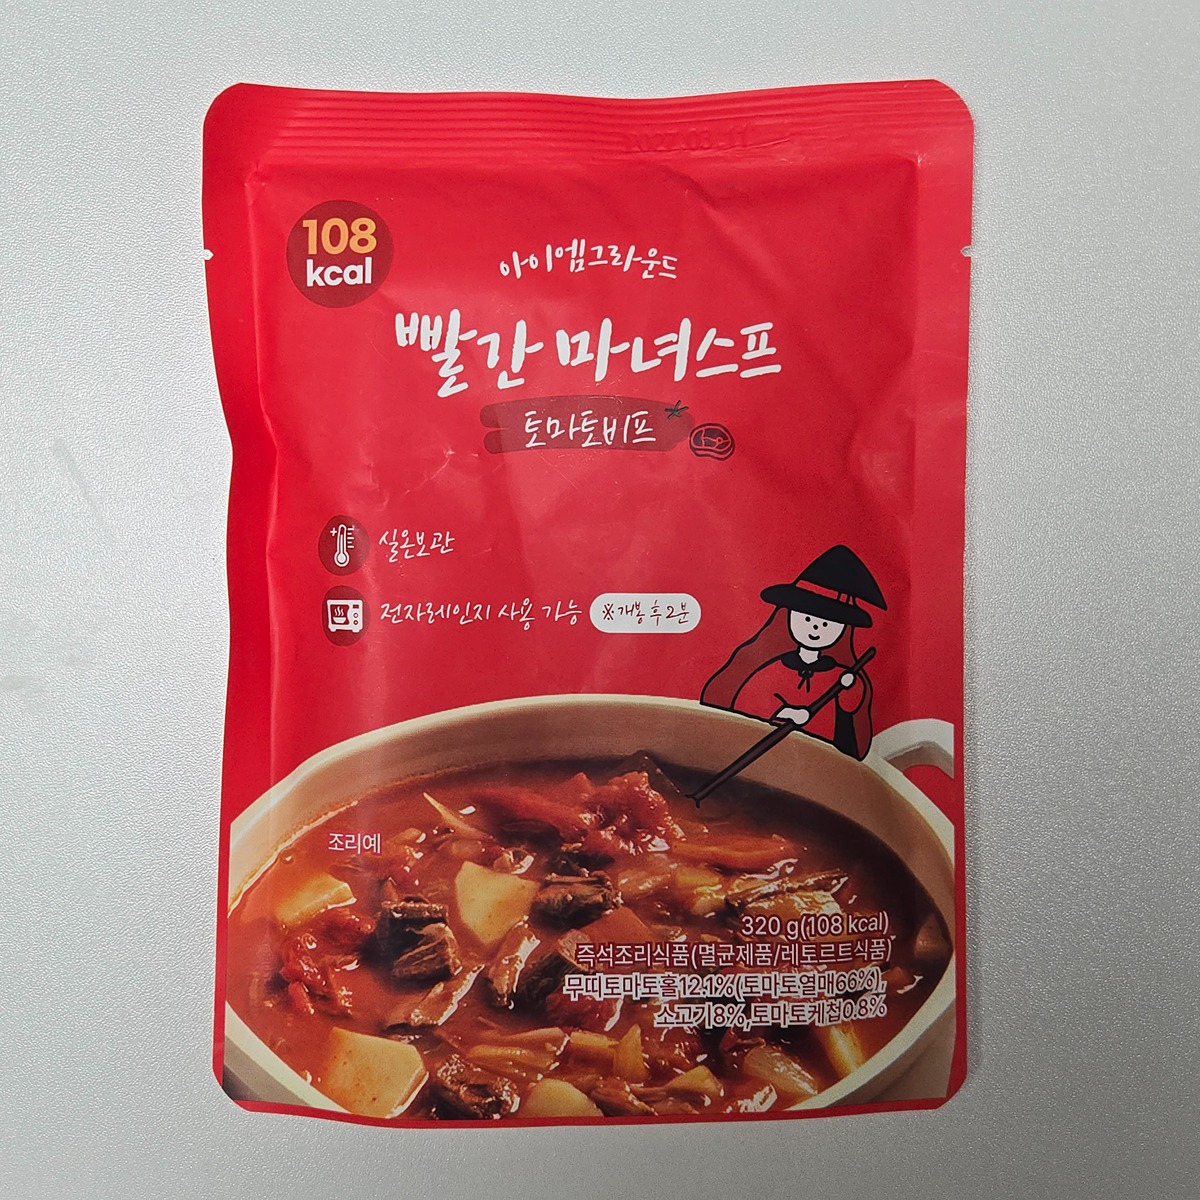 2027.03.11
108
kcal
아이엠그라운드
빨간 마녀스프
토마토비프
실온보관
전자레인지 사용 가능 ※개봉 후 2분
조리예
320 g(108 kcal)
즉석조리식품(멸균제품/레토르트식품)
무띠토마토홀12.1%(토마토열매66%),
소고기8%,토마토케첩0.8%